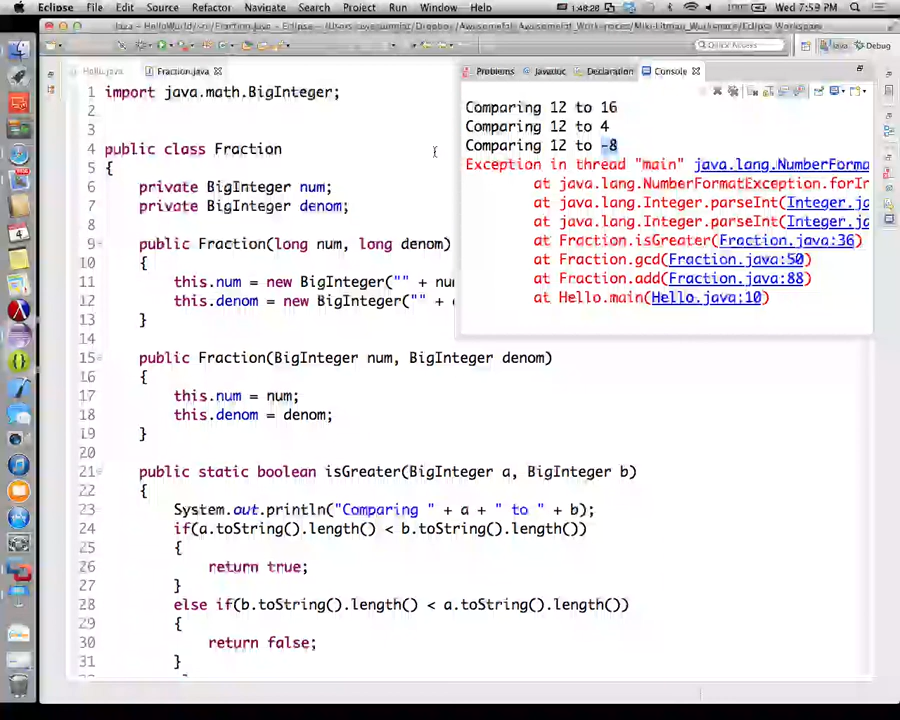 Eclipse File Edit Source Refactor Navigate Search Project Run Window Help Wed 7:59 PM
Quick Access Java Debug
Hello.java Fraction.java
Problems Javadoc Declaration Console
1 import java.math.BigInteger;
2
3
4 public class Fraction
5 {
6 private BigInteger num;
7 private BigInteger denom;
8
9 public Fraction(long num, long denom)
10 {
11 this.num = new BigInteger("" + num
12 this.denom = new BigInteger("" +
13 }
14
15 public Fraction(BigInteger num, BigInteger denom)
16 {
17 this.num = num;
18 this.denom = denom;
19 }
20
21 public static boolean isGreater(BigInteger a, BigInteger b)
22 {
23 System.out.println("Comparing " + a + " to " + b);
24 if(a.toString().length() < b.toString().length())
25 {
26 return true;
27 }
28 else if(b.toString().length() < a.toString().length())
29 {
30 return false;
31 }
Comparing 12 to 16
Comparing 12 to 4
Comparing 12 to -8
Exception in thread "main" java.lang.NumberForma
at java.lang.NumberFormatException.forIn
at java.lang.Integer.parseInt(Integer.ja
at java.lang.Integer.parseInt(Integer.ja
at Fraction.isGreater(Fraction.java:36)
at Fraction.gcd(Fraction.java:50)
at Fraction.add(Fraction.java:88)
at Hello.main(Hello.java:10)